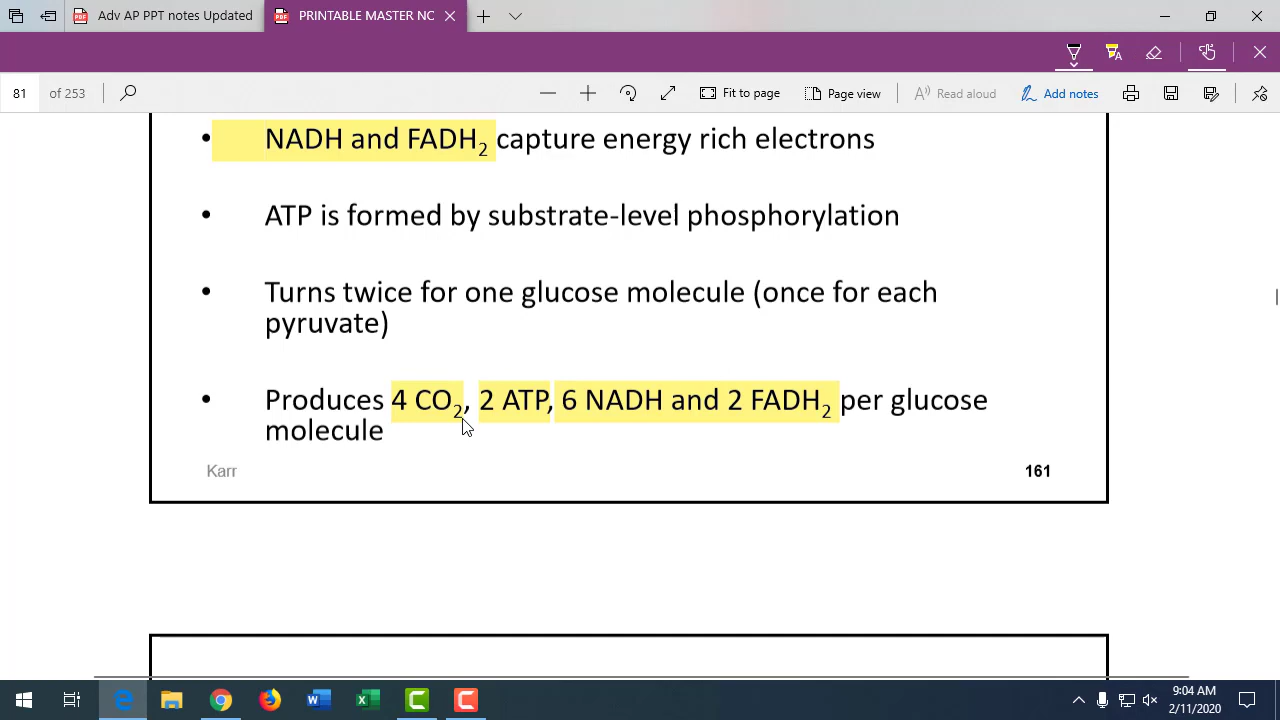 Adv AP PPT notes Updated
PRINTABLE MASTER NC
81 of 253
Fit to page
Page view
Read aloud
Add notes
• NADH and FADH₂ capture energy rich electrons
• ATP is formed by substrate-level phosphorylation
• Turns twice for one glucose molecule (once for each
pyruvate)
• Produces 4 CO₂, 2 ATP, 6 NADH and 2 FADH₂ per glucose
molecule
Karr
161
9:04 AM
2/11/2020